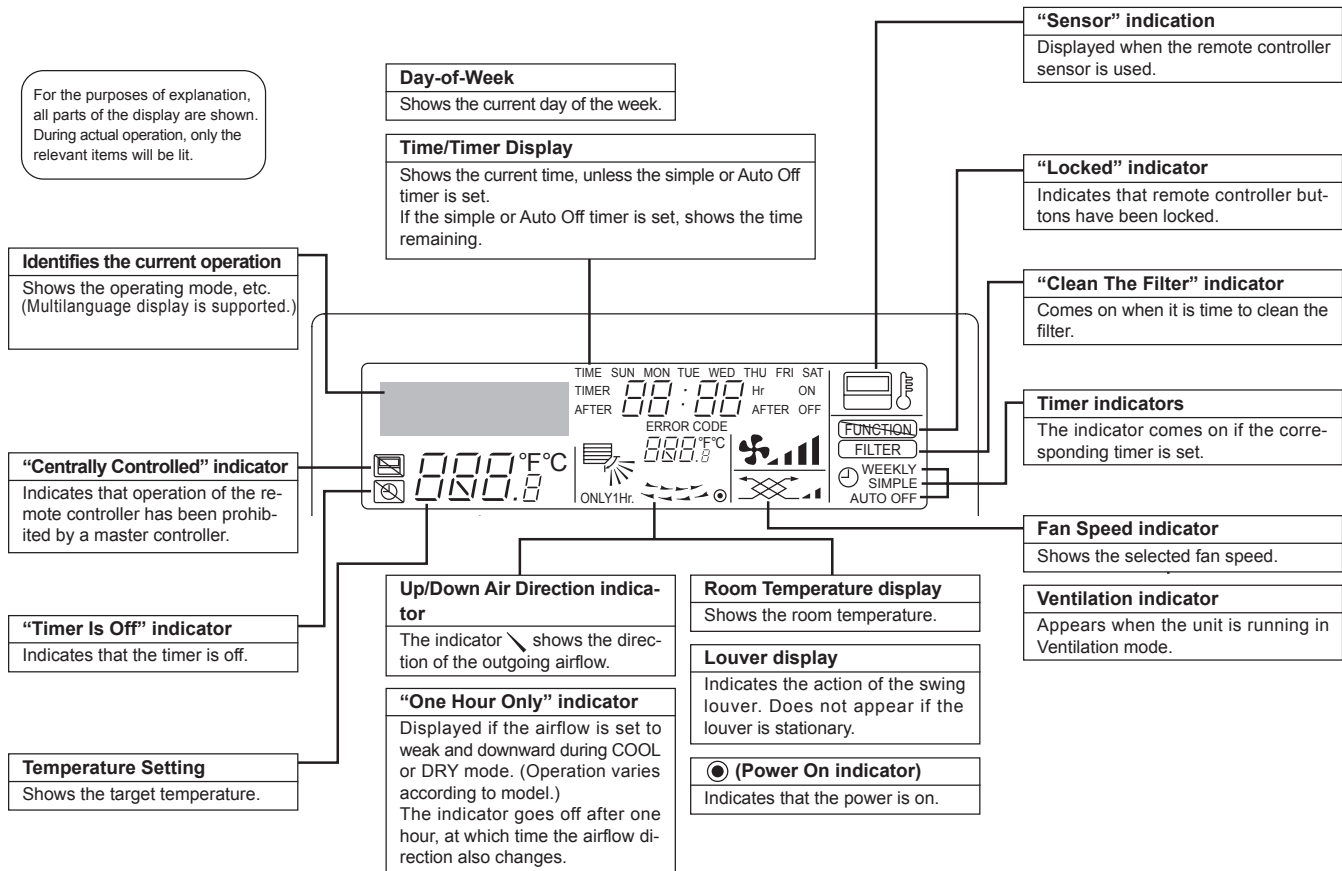 For the purposes of explanation,
all parts of the display are shown.
During actual operation, only the
relevant items will be lit.
Day-of-Week
Shows the current day of the week.
Time/Timer Display
Shows the current time, unless the simple or Auto Off
timer is set.
If the simple or Auto Off timer is set, shows the time
remaining.
“Sensor” indication
Displayed when the remote controller
sensor is used.
“Locked” indicator
Indicates that remote controller but-
tons have been locked.
“Clean The Filter” indicator
Comes on when it is time to clean the
filter.
Timer indicators
The indicator comes on if the corre-
sponding timer is set.
Fan Speed indicator
Shows the selected fan speed.
Ventilation indicator
Appears when the unit is running in
Ventilation mode.
Identifies the current operation
Shows the operating mode, etc.
(Multilanguage display is supported.)
“Centrally Controlled” indicator
Indicates that operation of the re-
mote controller has been prohib-
ited by a master controller.
“Timer Is Off” indicator
Indicates that the timer is off.
Temperature Setting
Shows the target temperature.
TIME SUN MON TUE WED THU FRI SAT
TIMER 88:88 Hr ON
AFTER AFTER OFF
ERROR CODE
888.8 °F°C
888.8 °F°C
ONLY1Hr.
FUNCTION
FILTER
WEEKLY
SIMPLE
AUTO OFF
Up/Down Air Direction indica-
tor
The indicator shows the direc-
tion of the outgoing airflow.
“One Hour Only” indicator
Displayed if the airflow is set to
weak and downward during COOL
or DRY mode. (Operation varies
according to model.)
The indicator goes off after one
hour, at which time the airflow di-
rection also changes.
Room Temperature display
Shows the room temperature.
Louver display
Indicates the action of the swing
louver. Does not appear if the
louver is stationary.
(Power On indicator)
Indicates that the power is on.